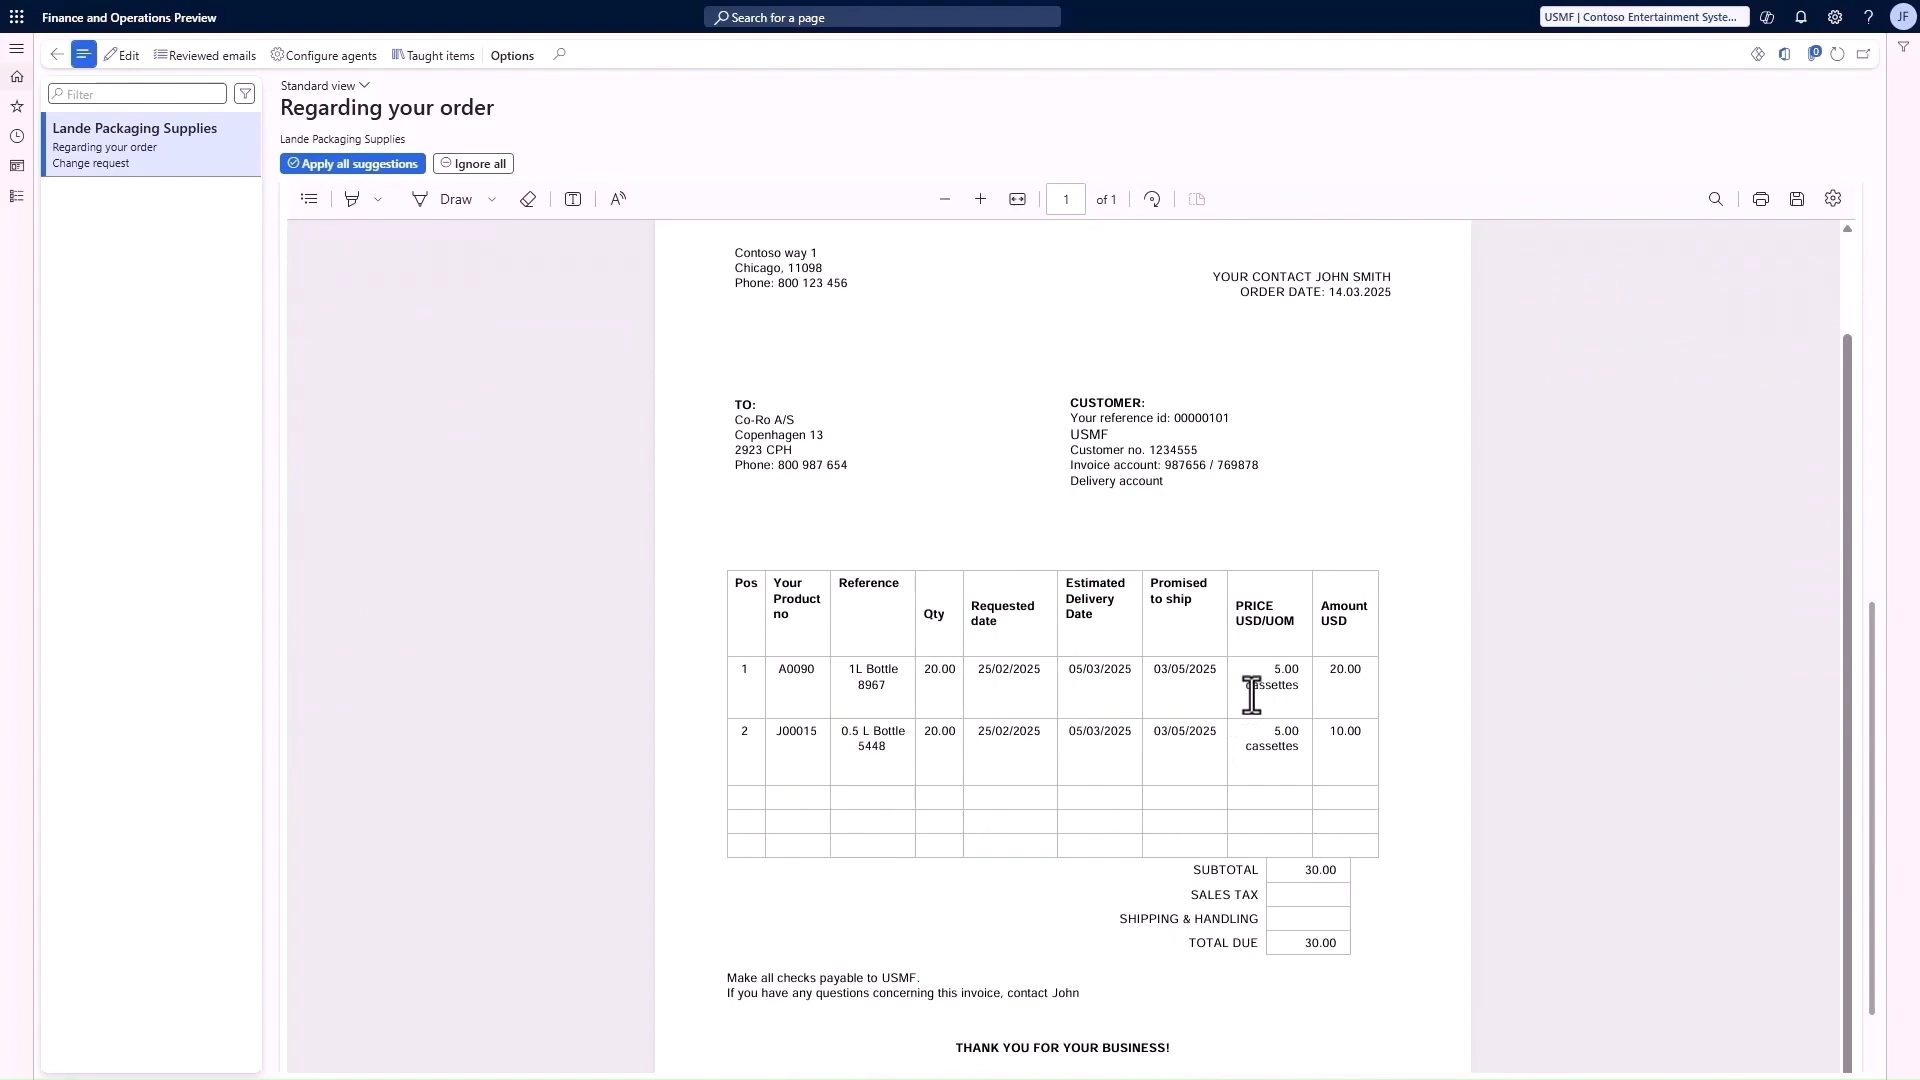 Finance and Operations Preview
Search for a page
USMF | Contoso Entertainment Syste...
JF
Edit
Reviewed emails
Configure agents
Taught items
Options
0
Filter
Lande Packaging Supplies
Regarding your order
Change request
Standard view
Regarding your order
Lande Packaging Supplies
Apply all suggestions
Ignore all
Draw
1 of 1
Contoso way 1
Chicago, 11098
Phone: 800 123 456
YOUR CONTACT JOHN SMITH
ORDER DATE: 14.03.2025
TO:
Co-Ro A/S
Copenhagen 13
2923 CPH
Phone: 800 987 654
CUSTOMER:
Your reference id: 00000101
USMF
Customer no. 1234555
Invoice account: 987656 / 769878
Delivery account
Pos
Your
Product
no
Reference
Qty
Requested
date
Estimated
Delivery
Date
Promised
to ship
PRICE
USD/UOM
Amount
USD
1 A0090 1L Bottle 20.00 25/02/2025 05/03/2025 03/05/2025 5.00 20.00
8967 cassettes
2 J00015 0.5 L Bottle 20.00 25/02/2025 05/03/2025 03/05/2025 5.00 10.00
5448 cassettes
SUBTOTAL 30.00
SALES TAX
SHIPPING & HANDLING
TOTAL DUE 30.00
Make all checks payable to USMF.
If you have any questions concerning this invoice, contact John
THANK YOU FOR YOUR BUSINESS!